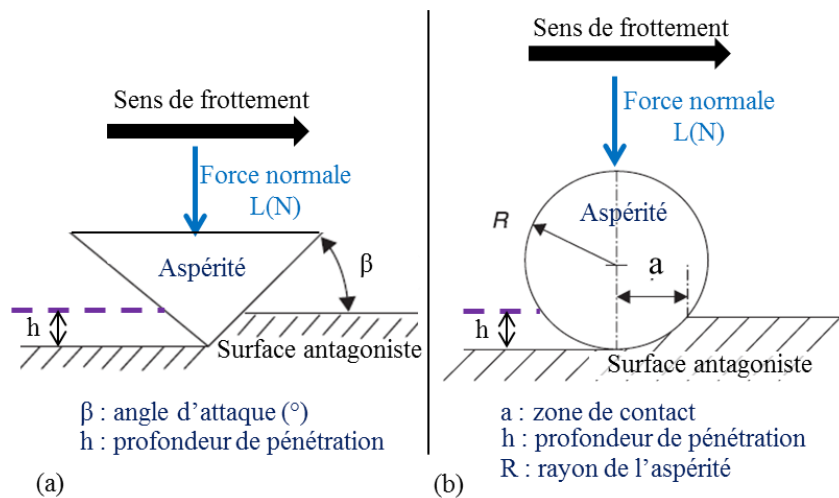 Sens de frottement
Force normale
L(N)
Aspérité
β
h
Surface antagoniste
β : angle d’attaque (°)
h : profondeur de pénétration
(a)
Sens de frottement
Force normale
L(N)
R
Aspérité
a
h
Surface antagoniste
a : zone de contact
h : profondeur de pénétration
R : rayon de l’aspérité
(b)